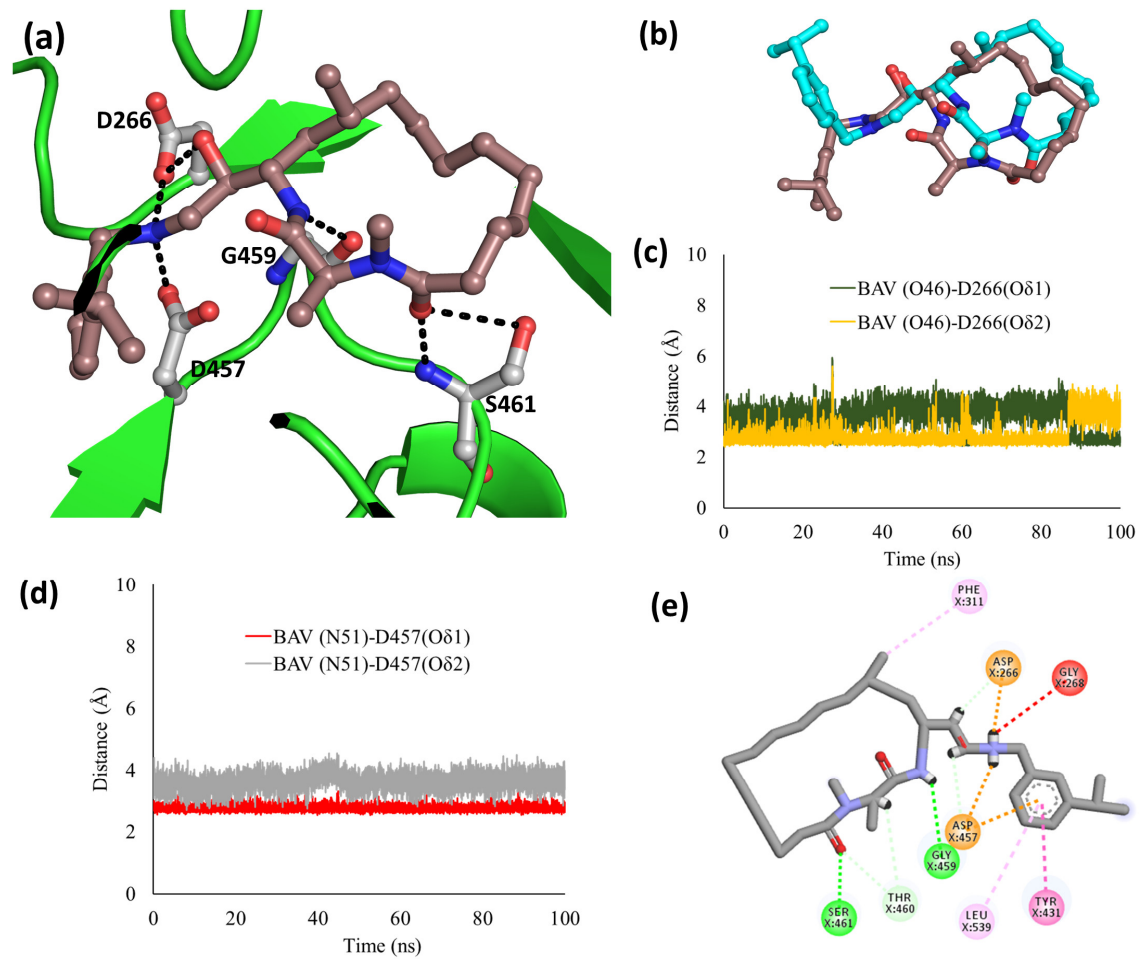 (a)
D266
G459
D457
S461
(b)
(c)
Distance (Å)
10
8
6
4
2
0
BAV (O46)-D266(Oδ1)
BAV (O46)-D266(Oδ2)
0 20 40 60 80 100
Time (ns)
(d)
Distance (Å)
10
8
6
4
2
0
BAV (N51)-D457(Oδ1)
BAV (N51)-D457(Oδ2)
0 20 40 60 80 100
Time (ns)
(e)
PHE
X:311
ASP
X:266
GLY
X:268
ASP
X:457
GLY
X:459
THR
X:460
SER
X:461
LEU
X:539
TYR
X:431